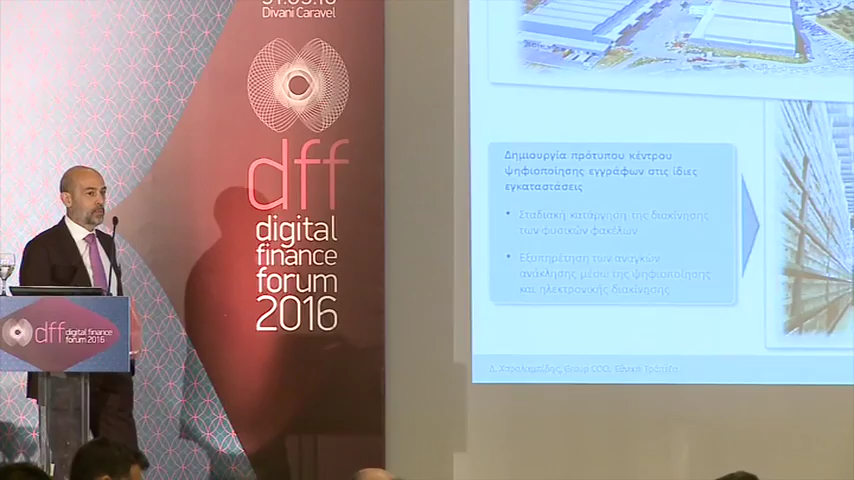 Divani Caravel
dff
digital
finance
forum
2016
dff digital finance
forum 2016
Δημιουργία πρότυπου κέντρου
ψηφιοποίησης εγγράφων στις ίδιες
εγκαταστάσεις
• Σταδιακή κατάργηση της διακίνησης
των φυσικών φακέλων
• Εξυπηρέτηση των αναγκών
ανάκλησης μέσω της ψηφιοποίησης
και ηλεκτρονικής διακίνησης
Δ. Χαραλαμπίδης, Group COO, Εθνική Τράπεζα